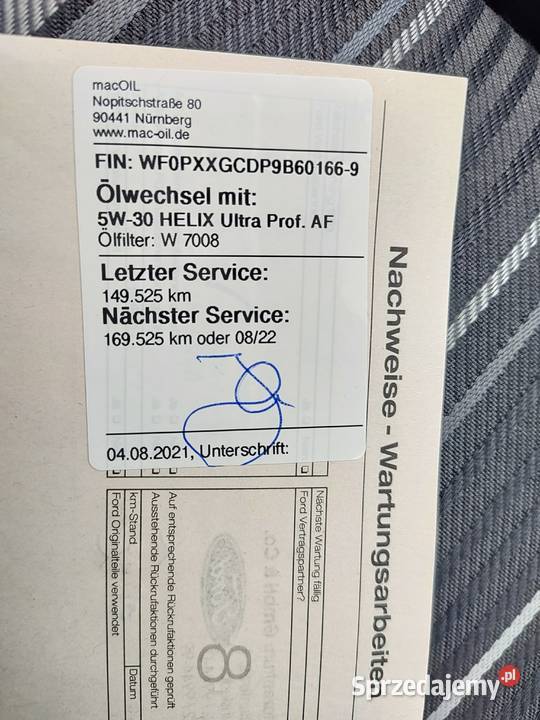 macOIL
Nopitschstraße 80
90441 Nürnberg
www.mac-oil.de
FIN: WF0PXXGCDP9B60166-9
Ölwechsel mit:
5W-30 HELIX Ultra Prof. AF
Ölfilter: W 7008
Letzter Service:
149.525 km
Nächster Service:
169.525 km oder 08/22
04.08.2021, Unterschrift:
Nachweise - Wartungsarbeite
Nächste Wartung fällig
Ford Vertragspartner?
8
Auf entsprechende Rückrufaktionen geprüft
Ausstehende Rückrufaktionen durchgeführt
km-Stand
Datum
Ford Originalteile verwendet
Sprzedajemy.pl